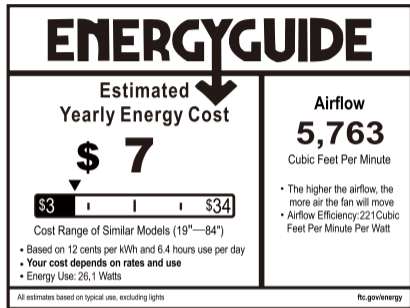 ENERGYGUIDE
Estimated
Yearly Energy Cost
$ 7
$3 $34
Cost Range of Similar Models (19"—84")
• Based on 12 cents per kWh and 6.4 hours use per day
• Your cost depends on rates and use
• Energy Use: 26,1 Watts
Airflow
5,763
Cubic Feet Per Minute
• The higher the airflow, the
more air the fan will move
• Airflow Efficiency:221Cubic
Feet Per Minute Per Watt
All estimates based on typical use, excluding lights
ftc.gov/energy